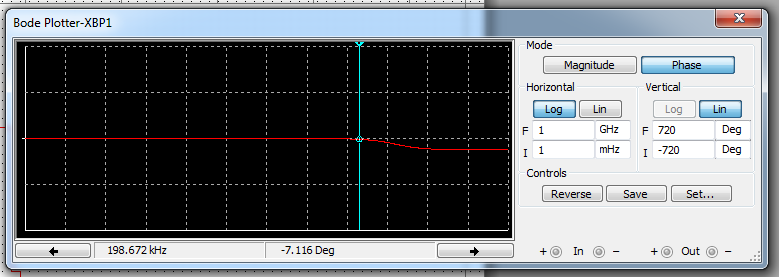 Bode Plotter-XBP1
X
Mode
Magnitude Phase
Horizontal Vertical
Log Lin Log Lin
F 1 GHz F 720 Deg
I 1 mHz I -720 Deg
Controls
Reverse Save Set...
198.672 kHz -7.116 Deg
+ In − + Out −